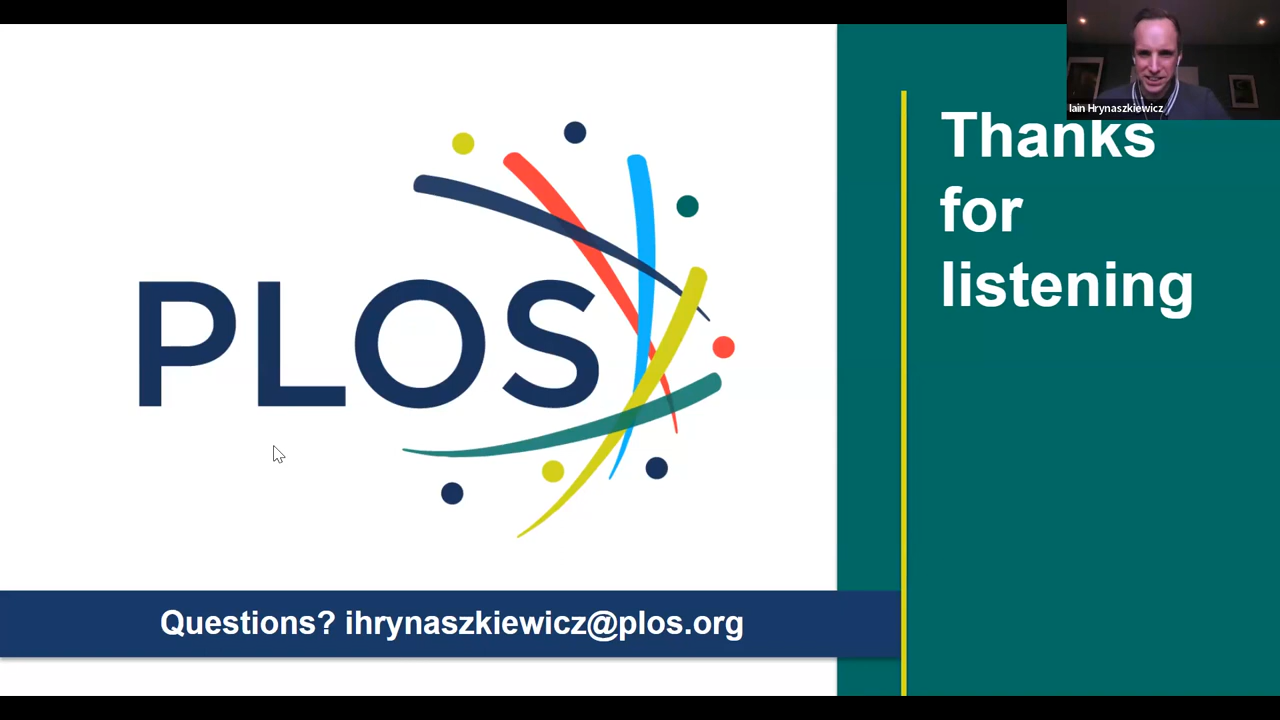 Iain Hrynaszkiewicz
Thanks
for
listening
PLOS
Questions? ihrynaszkiewicz@plos.org